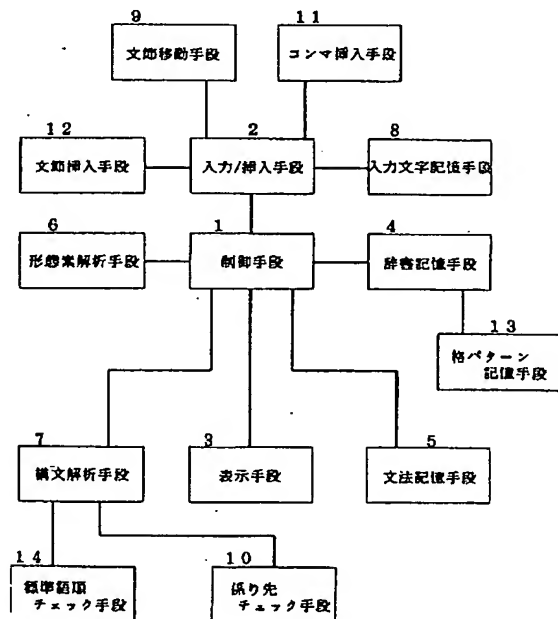 9
文節移動手段
11
コンマ挿入手段
12
文節挿入手段
2
入力/挿入手段
8
入力文字記憶手段
6
形態素解析手段
1
制御手段
4
辞書記憶手段
13
格パターン
記憶手段
7
構文解析手段
3
表示手段
5
文法記憶手段
14
標準語順
チェック手段
10
係り先
チェック手段